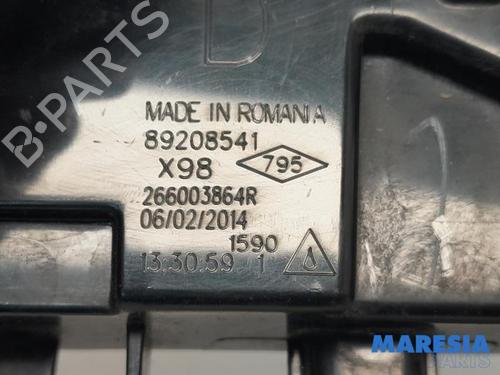 MADE IN ROMANIA
89208541
X98 795
266003864R
06/02/2014
1590
13.30.59 1
MARESIA
PARTS